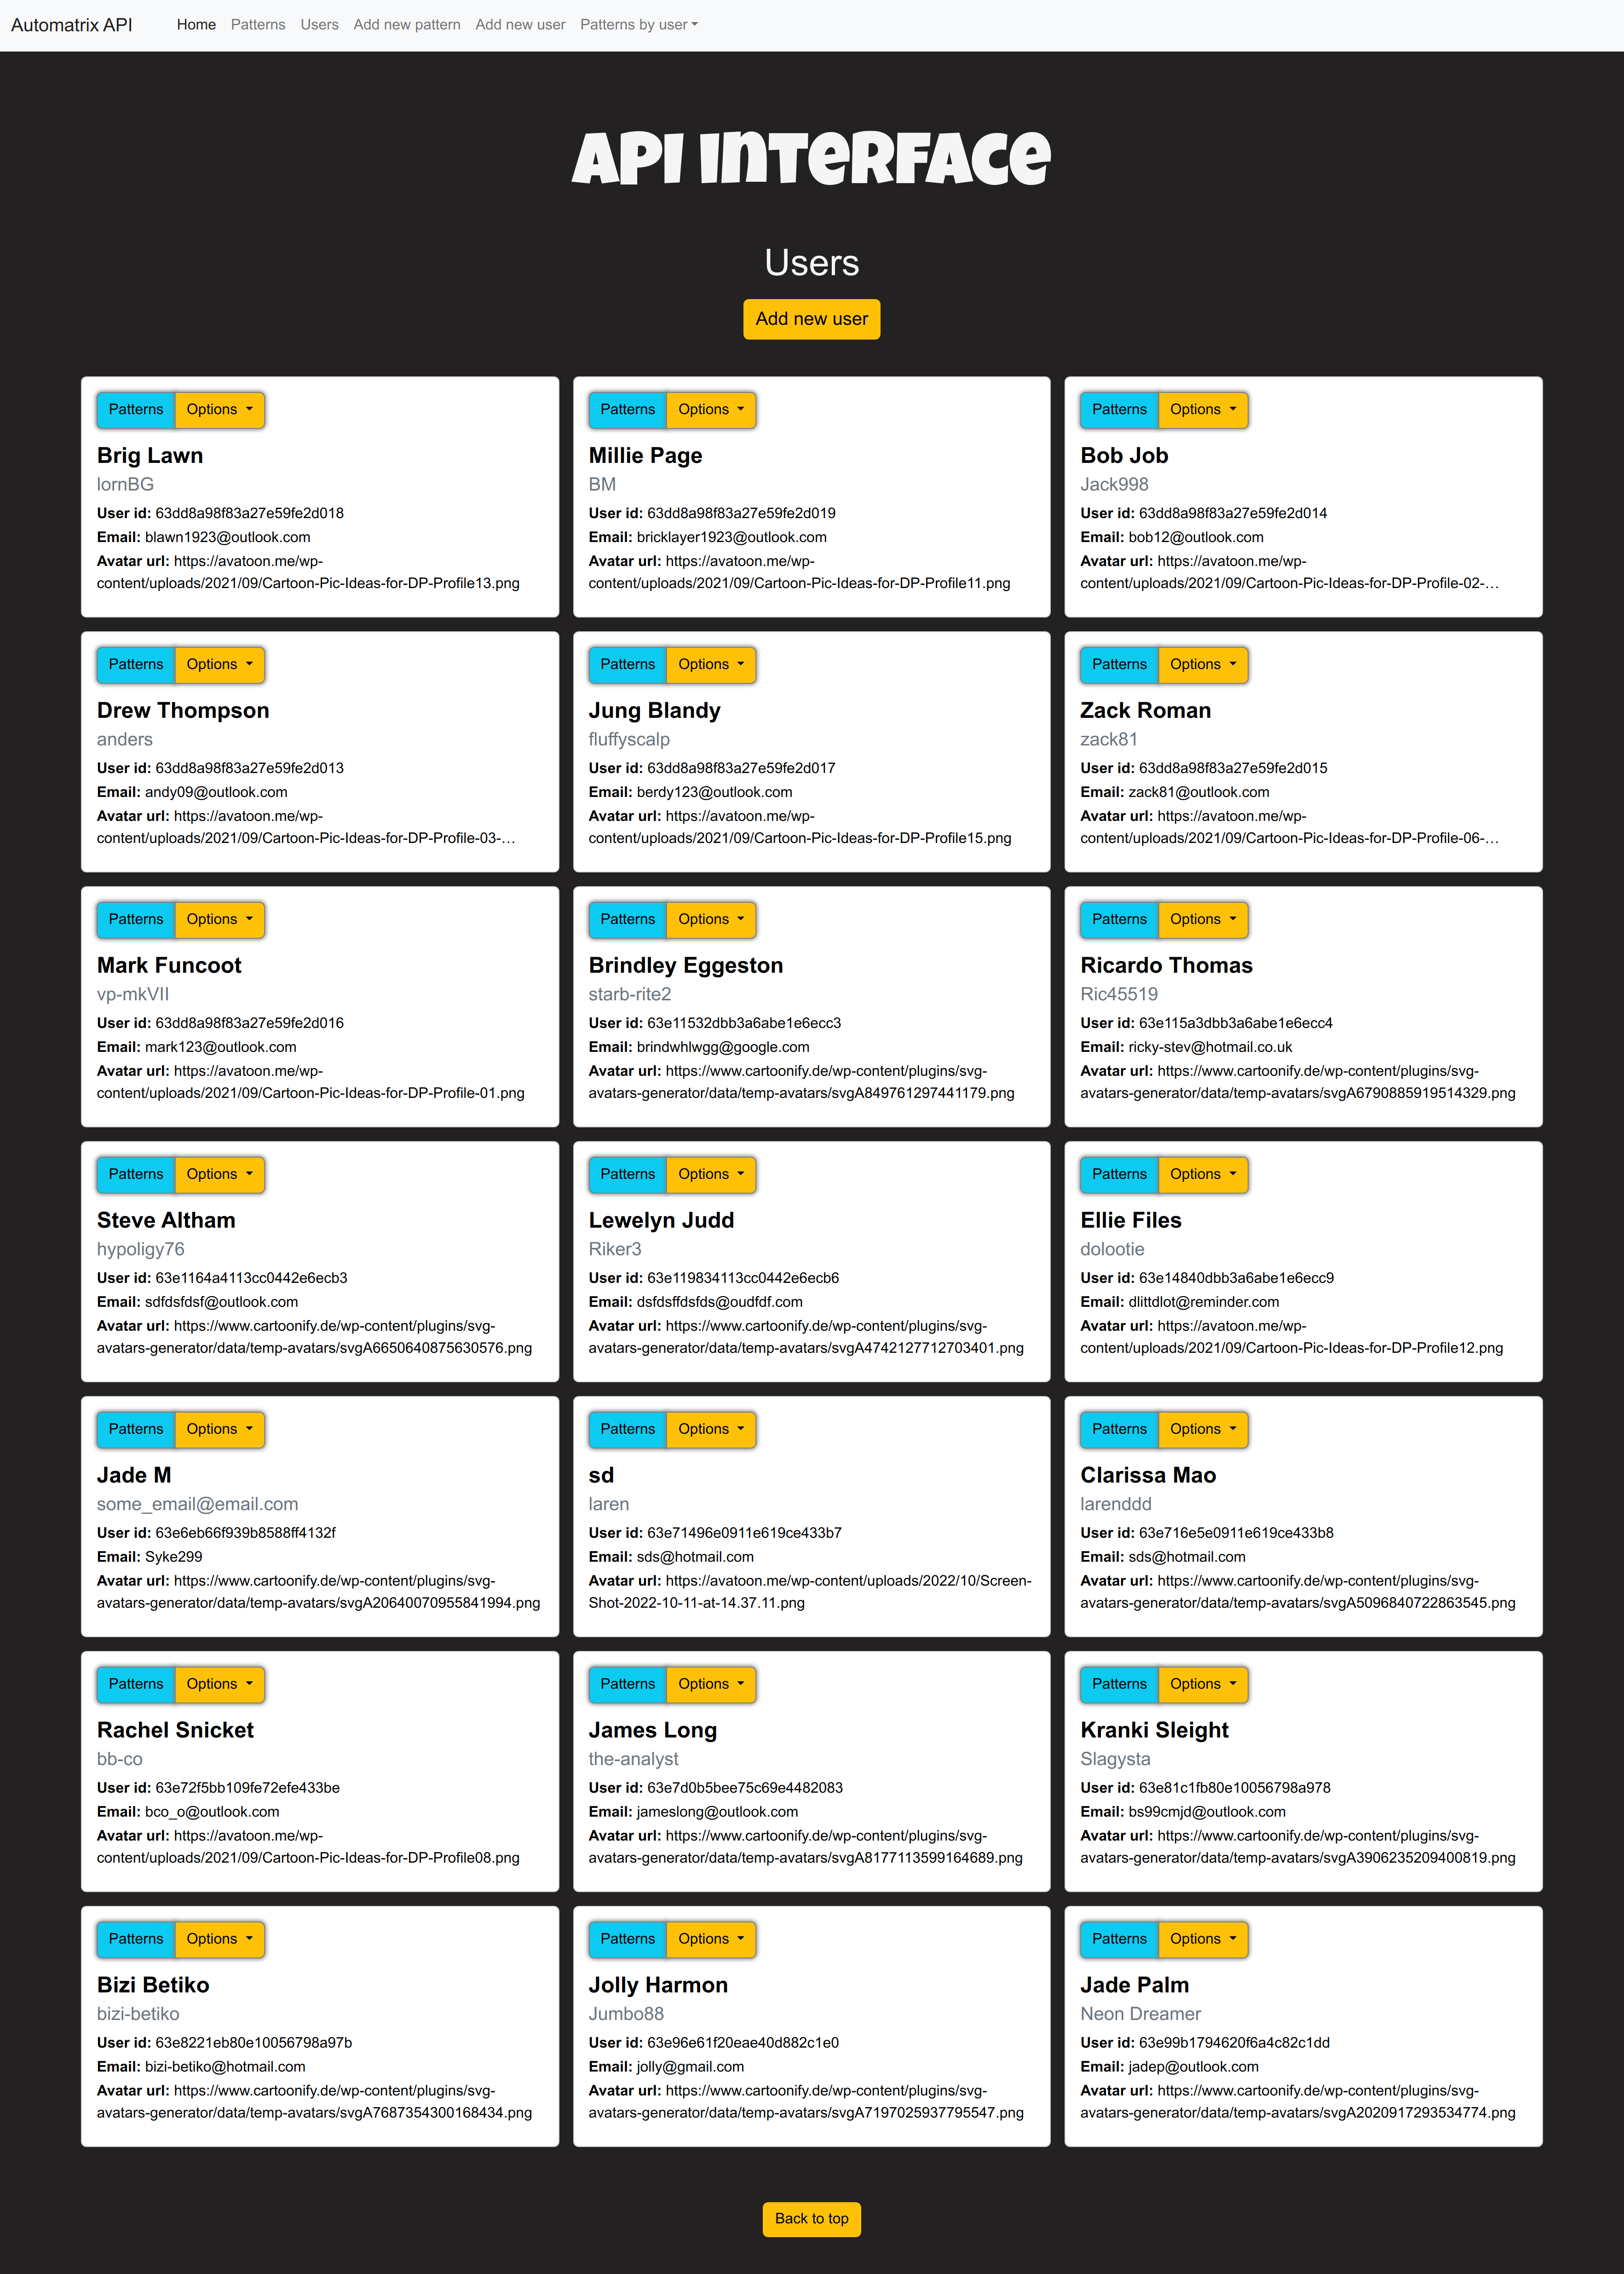 Automatrix API Home Patterns Users Add new pattern Add new user Patterns by user
API Interface
Users
Add new user
Patterns Options
Brig Lawn
lornBG
User id: 63dd8a98f83a27e59fe2d018
Email: blawn1923@outlook.com
Avatar url: https://avatoon.me/wp-
content/uploads/2021/09/Cartoon-Pic-Ideas-for-DP-Profile13.png
Patterns Options
Millie Page
BM
User id: 63dd8a98f83a27e59fe2d019
Email: bricklayer1923@outlook.com
Avatar url: https://avatoon.me/wp-
content/uploads/2021/09/Cartoon-Pic-Ideas-for-DP-Profile11.png
Patterns Options
Bob Job
Jack998
User id: 63dd8a98f83a27e59fe2d014
Email: bob12@outlook.com
Avatar url: https://avatoon.me/wp-
content/uploads/2021/09/Cartoon-Pic-Ideas-for-DP-Profile-02-…
Patterns Options
Drew Thompson
anders
User id: 63dd8a98f83a27e59fe2d013
Email: andy09@outlook.com
Avatar url: https://avatoon.me/wp-
content/uploads/2021/09/Cartoon-Pic-Ideas-for-DP-Profile-03-…
Patterns Options
Jung Blandy
fluffyscalp
User id: 63dd8a98f83a27e59fe2d017
Email: berdy123@outlook.com
Avatar url: https://avatoon.me/wp-
content/uploads/2021/09/Cartoon-Pic-Ideas-for-DP-Profile15.png
Patterns Options
Zack Roman
zack81
User id: 63dd8a98f83a27e59fe2d015
Email: zack81@outlook.com
Avatar url: https://avatoon.me/wp-
content/uploads/2021/09/Cartoon-Pic-Ideas-for-DP-Profile-06-…
Patterns Options
Mark Funcoot
vp-mkVII
User id: 63dd8a98f83a27e59fe2d016
Email: mark123@outlook.com
Avatar url: https://avatoon.me/wp-
content/uploads/2021/09/Cartoon-Pic-Ideas-for-DP-Profile-01.png
Patterns Options
Brindley Eggeston
starb-rite2
User id: 63e11532dbb3a6abe1e6ecc3
Email: brindwhlwgg@google.com
Avatar url: https://www.cartoonify.de/wp-content/plugins/svg-
avatars-generator/data/temp-avatars/svgA849761297441179.png
Patterns Options
Ricardo Thomas
Ric45519
User id: 63e115a3dbb3a6abe1e6ecc4
Email: ricky-stev@hotmail.co.uk
Avatar url: https://www.cartoonify.de/wp-content/plugins/svg-
avatars-generator/data/temp-avatars/svgA6790885919514329.png
Patterns Options
Steve Altham
hypoligy76
User id: 63e1164a4113cc0442e6ecb3
Email: sdfdsfdsf@outlook.com
Avatar url: https://www.cartoonify.de/wp-content/plugins/svg-
avatars-generator/data/temp-avatars/svgA6650640875630576.png
Patterns Options
Lewelyn Judd
Riker3
User id: 63e119834113cc0442e6ecb6
Email: dsfdsffdsfds@oudfdf.com
Avatar url: https://www.cartoonify.de/wp-content/plugins/svg-
avatars-generator/data/temp-avatars/svgA4742127712703401.png
Patterns Options
Ellie Files
dolootie
User id: 63e14840dbb3a6abe1e6ecc9
Email: dlittdlot@reminder.com
Avatar url: https://avatoon.me/wp-
content/uploads/2021/09/Cartoon-Pic-Ideas-for-DP-Profile12.png
Patterns Options
Jade M
some_email@email.com
User id: 63e6eb66f939b8588ff4132f
Email: Syke299
Avatar url: https://www.cartoonify.de/wp-content/plugins/svg-
avatars-generator/data/temp-avatars/svgA20640070955841994.png
Patterns Options
sd
laren
User id: 63e71496e0911e619ce433b7
Email: sds@hotmail.com
Avatar url: https://avatoon.me/wp-content/uploads/2022/10/Screen-
Shot-2022-10-11-at-14.37.11.png
Patterns Options
Clarissa Mao
larenddd
User id: 63e716e5e0911e619ce433b8
Email: sds@hotmail.com
Avatar url: https://www.cartoonify.de/wp-content/plugins/svg-
avatars-generator/data/temp-avatars/svgA5096840722863545.png
Patterns Options
Rachel Snicket
bb-co
User id: 63e72f5bb109fe72efe433be
Email: bco_o@outlook.com
Avatar url: https://avatoon.me/wp-
content/uploads/2021/09/Cartoon-Pic-Ideas-for-DP-Profile08.png
Patterns Options
James Long
the-analyst
User id: 63e7d0b5bee75c69e4482083
Email: jameslong@outlook.com
Avatar url: https://www.cartoonify.de/wp-content/plugins/svg-
avatars-generator/data/temp-avatars/svgA8177113599164689.png
Patterns Options
Kranki Sleight
Slagysta
User id: 63e81c1fb80e10056798a978
Email: bs99cmjd@outlook.com
Avatar url: https://www.cartoonify.de/wp-content/plugins/svg-
avatars-generator/data/temp-avatars/svgA3906235209400819.png
Patterns Options
Bizi Betiko
bizi-betiko
User id: 63e8221eb80e10056798a97b
Email: bizi-betiko@hotmail.com
Avatar url: https://www.cartoonify.de/wp-content/plugins/svg-
avatars-generator/data/temp-avatars/svgA7687354300168434.png
Patterns Options
Jolly Harmon
Jumbo88
User id: 63e96e61f20eae40d882c1e0
Email: jolly@gmail.com
Avatar url: https://www.cartoonify.de/wp-content/plugins/svg-
avatars-generator/data/temp-avatars/svgA7197025937795547.png
Patterns Options
Jade Palm
Neon Dreamer
User id: 63e99b1794620f6a4c82c1dd
Email: jadep@outlook.com
Avatar url: https://www.cartoonify.de/wp-content/plugins/svg-
avatars-generator/data/temp-avatars/svgA2020917293534774.png
Back to top